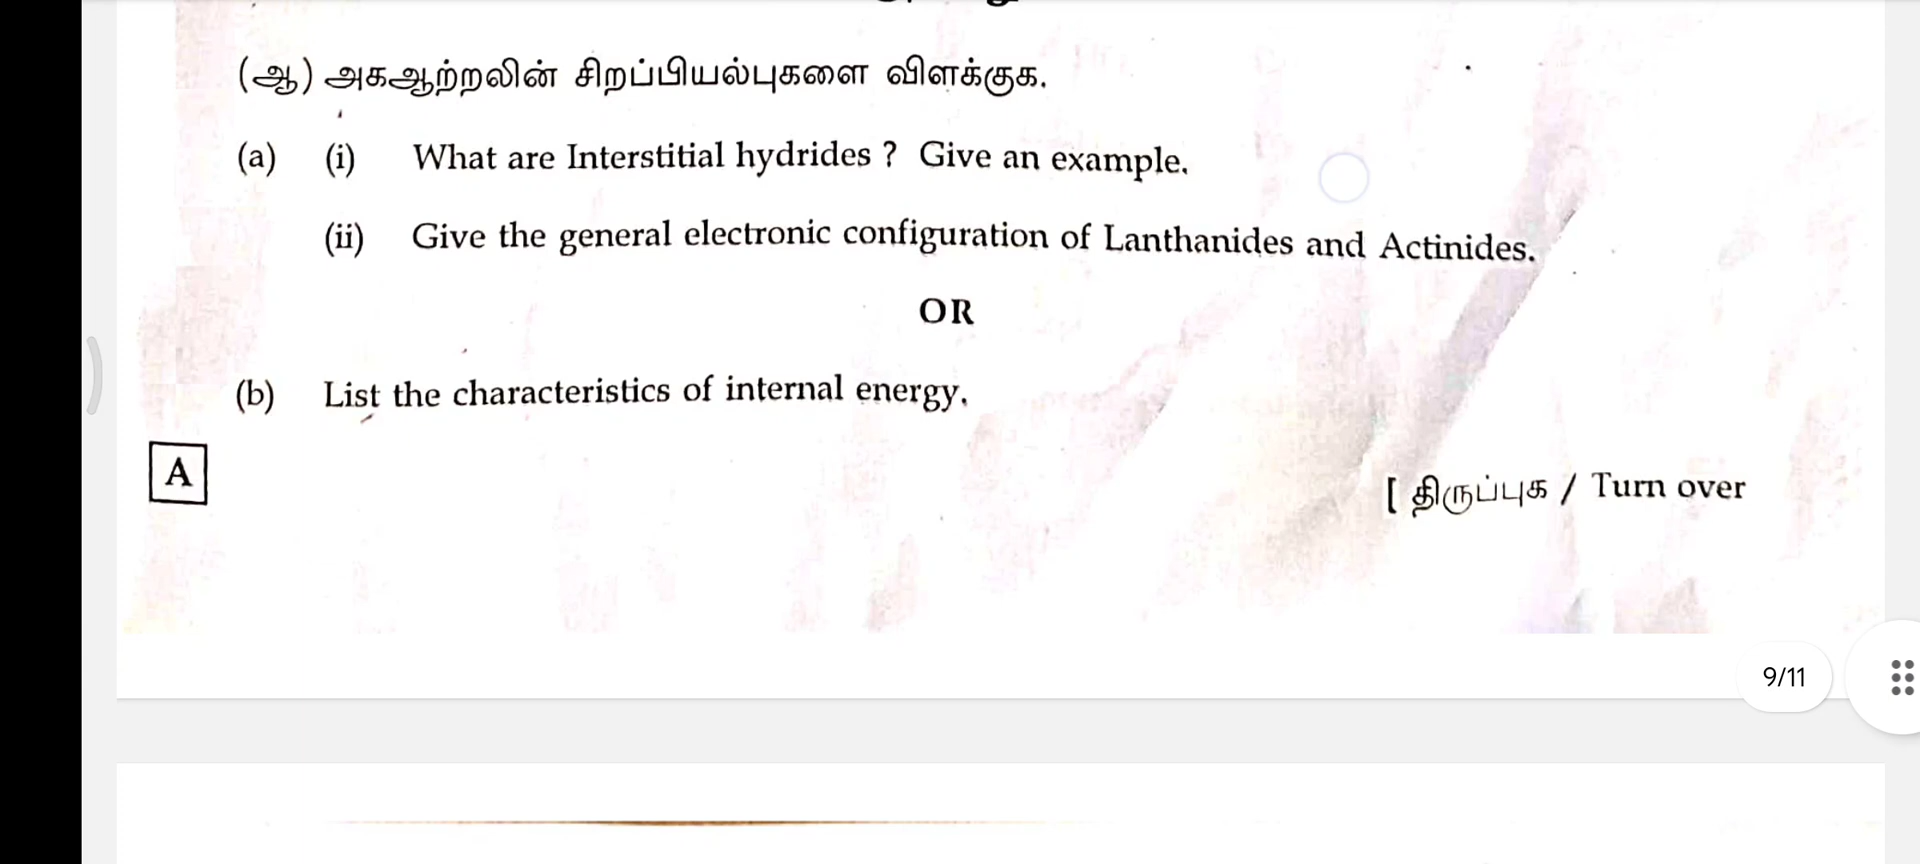 (ஆ) அகஆற்றலின் சிறப்பியல்புகளை விளக்குக.
(a) (i) What are Interstitial hydrides ? Give an example.
(ii) Give the general electronic configuration of Lanthanides and Actinides.
OR
(b) List the characteristics of internal energy.
A
[ திருப்புக / Turn over
9/11